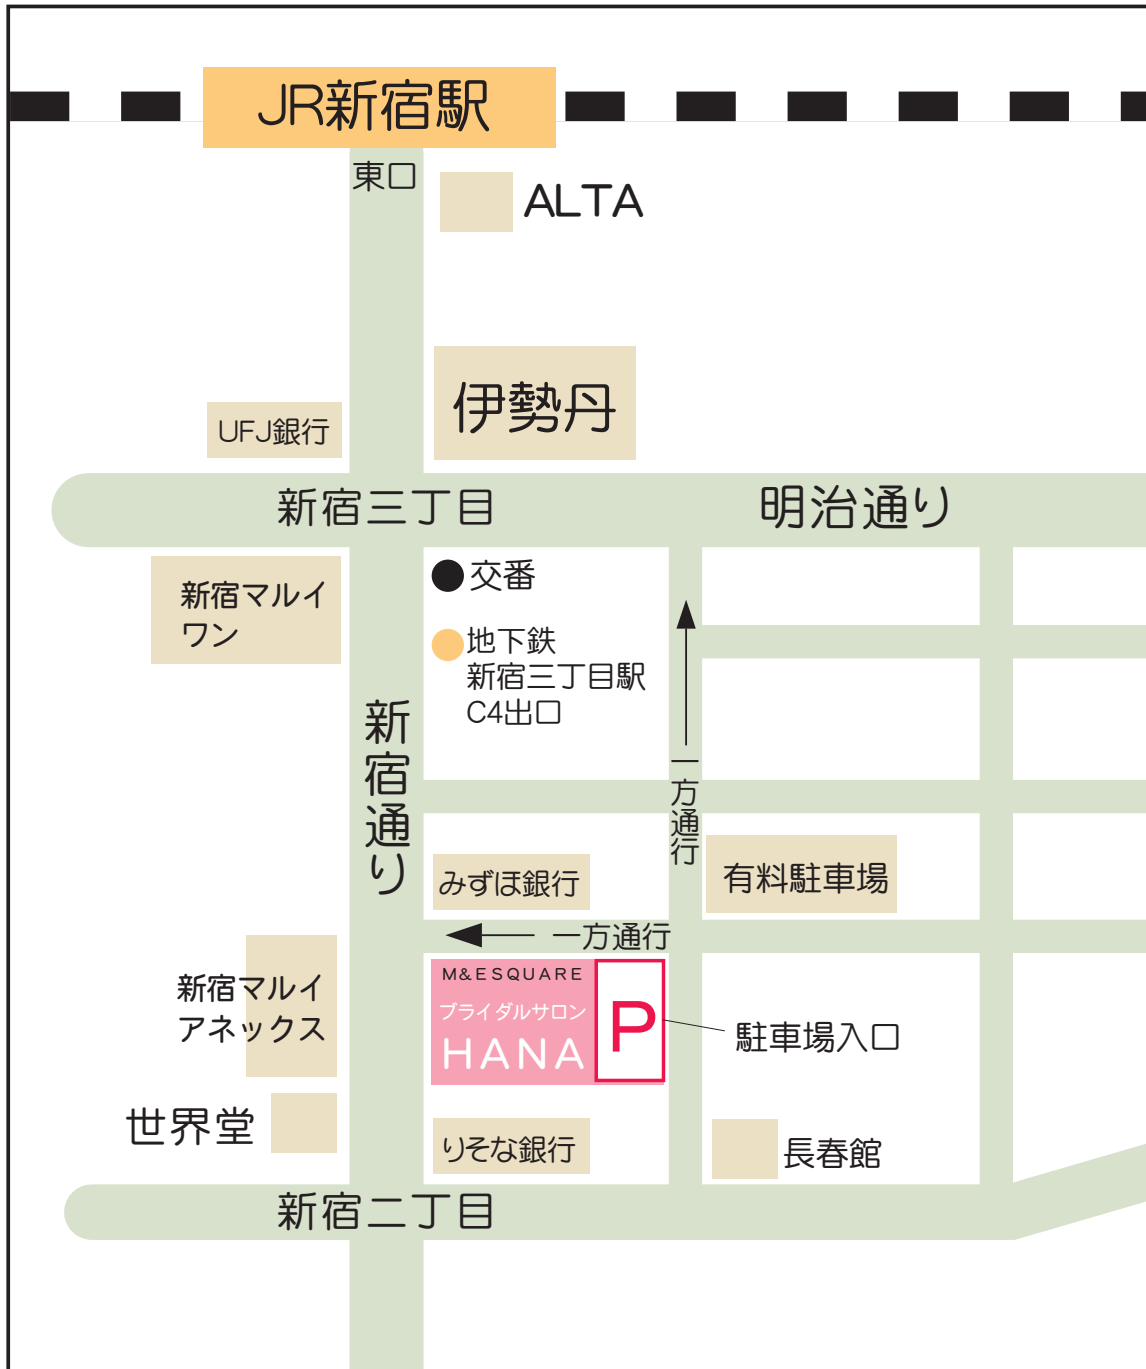 JR新宿駅
東口
ALTA
伊勢丹
UFJ銀行
新宿三丁目
明治通り
新宿マルイ
ワン
交番
地下鉄
新宿三丁目駅
C4出口
新宿通り
一方通行
みずほ銀行
有料駐車場
一方通行
新宿マルイ
アネックス
M&ESQUARE
ブライダルサロン
HANA
P
駐車場入口
世界堂
りそな銀行
長春館
新宿二丁目